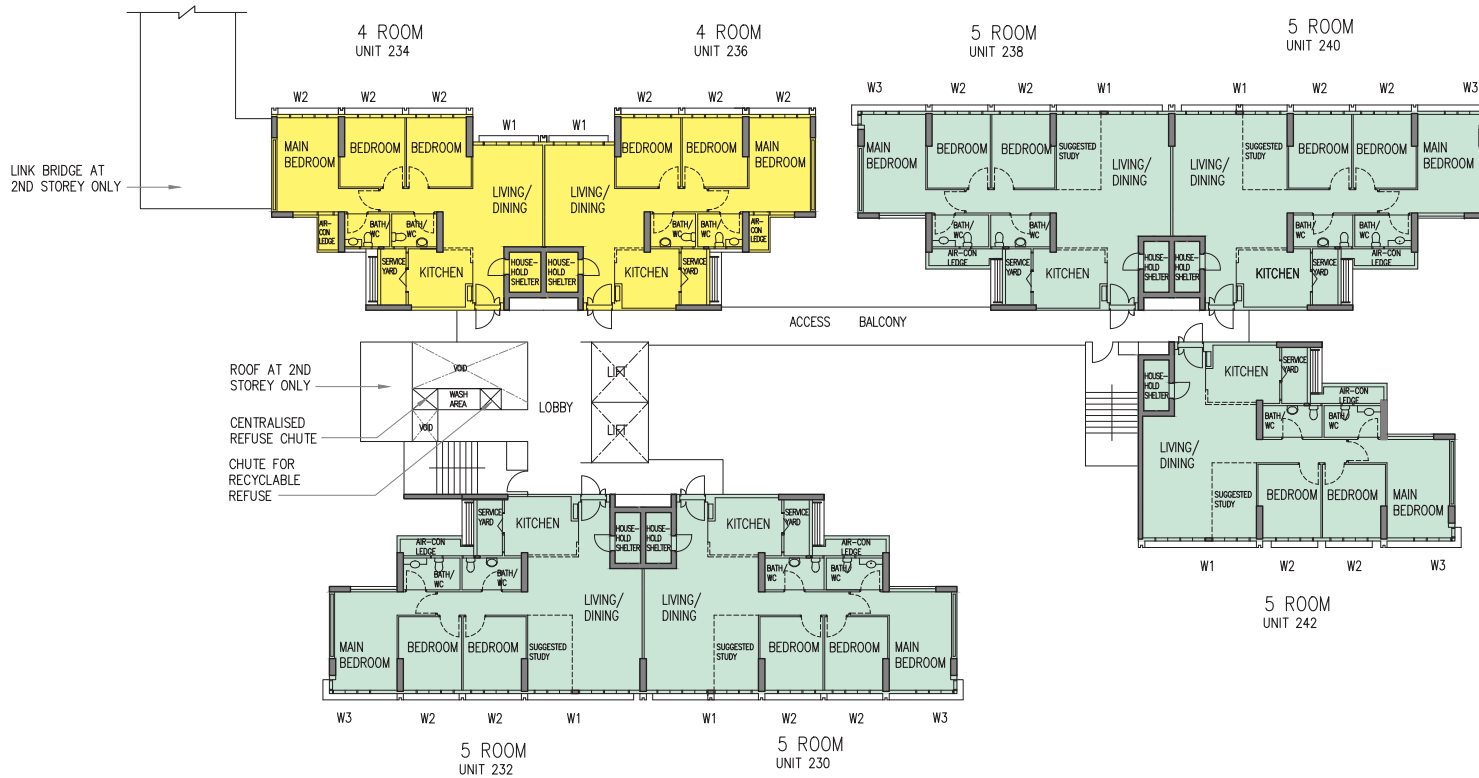 4 ROOM
UNIT 234
4 ROOM
UNIT 236
5 ROOM
UNIT 238
5 ROOM
UNIT 240
W2
W2
W2
W1
W1
W2
W2
W2
W3
W2
W2
W1
W1
W2
W2
W3
LINK BRIDGE AT
2ND STOREY ONLY
MAIN
BEDROOM
BEDROOM
BEDROOM
LIVING/
DINING
AIR-
CON
LEDGE
BATH/
WC
BATH/
WC
SERVICE
YARD
KITCHEN
HOUSE-
HOLD
SHELTER
LIVING/
DINING
BEDROOM
BEDROOM
MAIN
BEDROOM
BATH/
WC
BATH/
WC
AIR-
CON
LEDGE
HOUSE-
HOLD
SHELTER
KITCHEN
SERVICE
YARD
MAIN
BEDROOM
BEDROOM
BEDROOM
SUGGESTED
STUDY
LIVING/
DINING
BATH/
WC
BATH/
WC
AIR-CON
LEDGE
SERVICE
YARD
KITCHEN
HOUSE-
HOLD
SHELTER
LIVING/
DINING
SUGGESTED
STUDY
BEDROOM
BEDROOM
MAIN
BEDROOM
BATH/
WC
BATH/
WC
AIR-CON
LEDGE
HOUSE-
HOLD
SHELTER
KITCHEN
SERVICE
YARD
ACCESS BALCONY
ROOF AT 2ND
STOREY ONLY
CENTRALISED
REFUSE CHUTE
CHUTE FOR
RECYCLABLE
REFUSE
VOID
WASH
AREA
VOID
LOBBY
LIFT
LIFT
HOUSE-
HOLD
SHELTER
KITCHEN
SERVICE
YARD
AIR-CON
LEDGE
BATH/
WC
BATH/
WC
LIVING/
DINING
SUGGESTED
STUDY
BEDROOM
BEDROOM
MAIN
BEDROOM
W1
W2
W2
W3
5 ROOM
UNIT 242
SERVICE
YARD
KITCHEN
HOUSE-
HOLD
SHELTER
AIR-CON
LEDGE
BATH/
WC
BATH/
WC
LIVING/
DINING
MAIN
BEDROOM
BEDROOM
BEDROOM
SUGGESTED
STUDY
HOUSE-
HOLD
SHELTER
KITCHEN
SERVICE
YARD
AIR-CON
LEDGE
BATH/
WC
BATH/
WC
LIVING/
DINING
SUGGESTED
STUDY
BEDROOM
BEDROOM
MAIN
BEDROOM
W3
W2
W2
W1
W1
W2
W2
W3
5 ROOM
UNIT 232
5 ROOM
UNIT 230